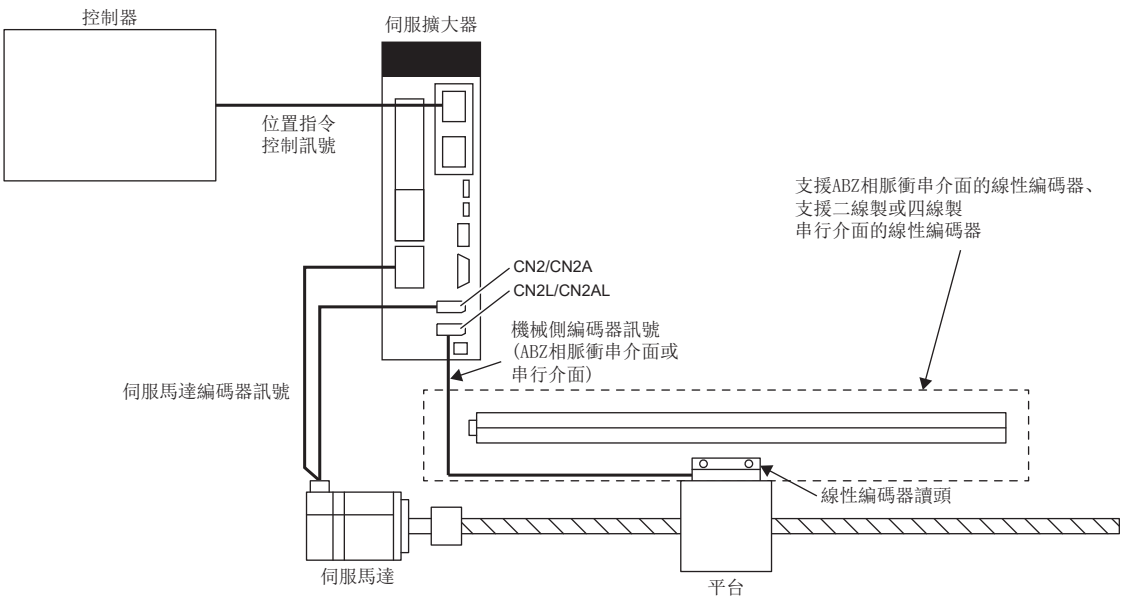 控制器
伺服擴大器
位置指令
控制訊號
支援ABZ相脈衝串介面的線性編碼器、
支援二線製或四線製
串行介面的線性編碼器
CN2/CN2A
CN2L/CN2AL
機械側編碼器訊號
(ABZ相脈衝串介面或
串行介面)
伺服馬達編碼器訊號
線性編碼器讀頭
伺服馬達
平台